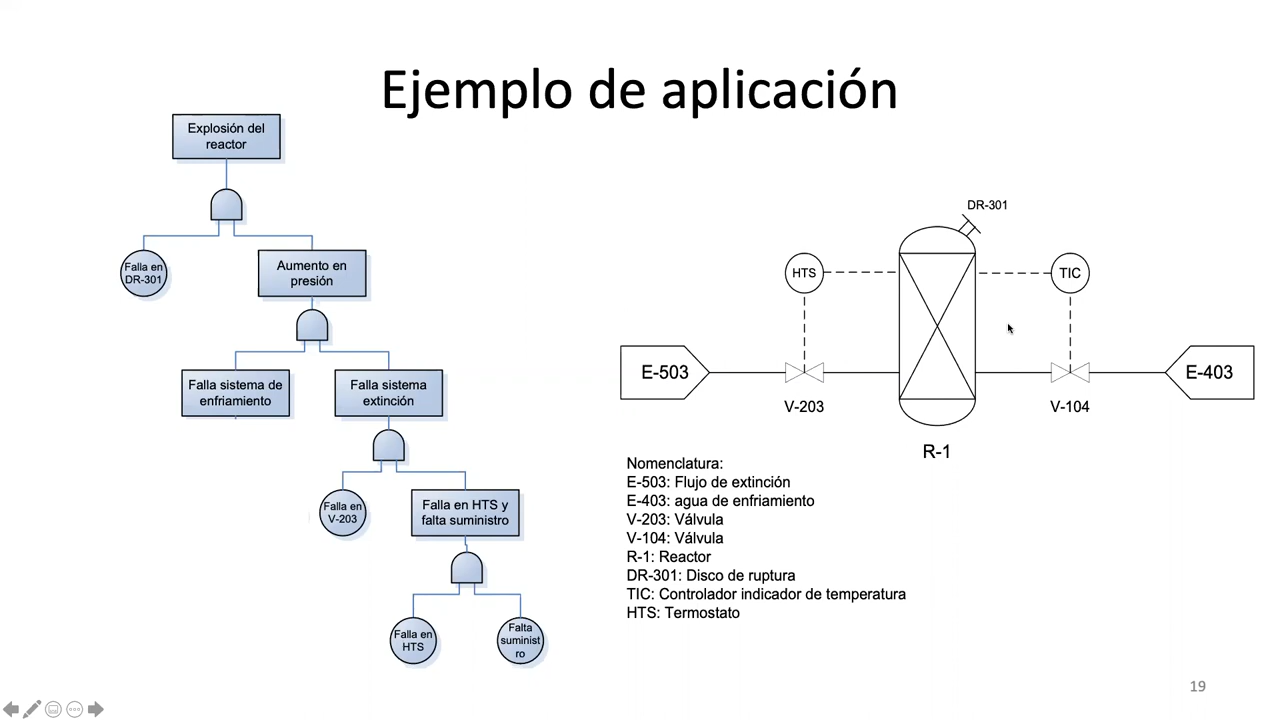 Ejemplo de aplicación
Explosión del
reactor
Falla en
DR-301
Aumento en
presión
Falla sistema de
enfriamiento
Falla sistema
extinción
Falla en
V-203
Falla en HTS y
falta suministro
Falla en
HTS
Falta
suminist
ro
DR-301
HTS
TIC
E-503
E-403
V-203
V-104
R-1
Nomenclatura:
E-503: Flujo de extinción
E-403: agua de enfriamiento
V-203: Válvula
V-104: Válvula
R-1: Reactor
DR-301: Disco de ruptura
TIC: Controlador indicador de temperatura
HTS: Termostato
19